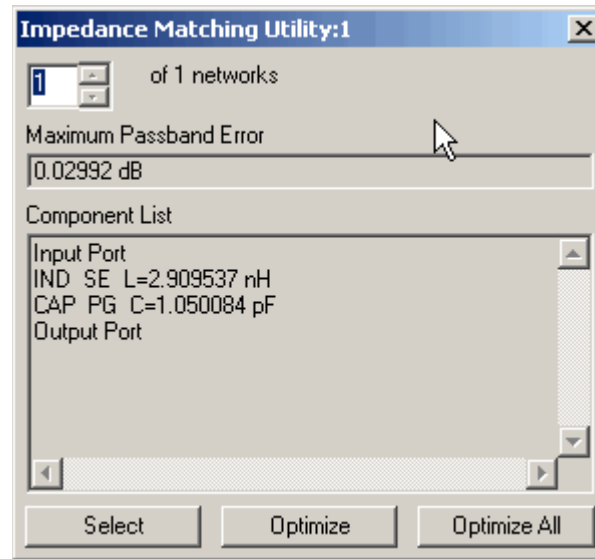 Impedance Matching Utility:1
1 of 1 networks
Maximum Passband Error
0.02992 dB
Component List
Input Port
IND SE L=2.909537 nH
CAP PG C=1.050084 pF
Output Port
Select Optimize Optimize All